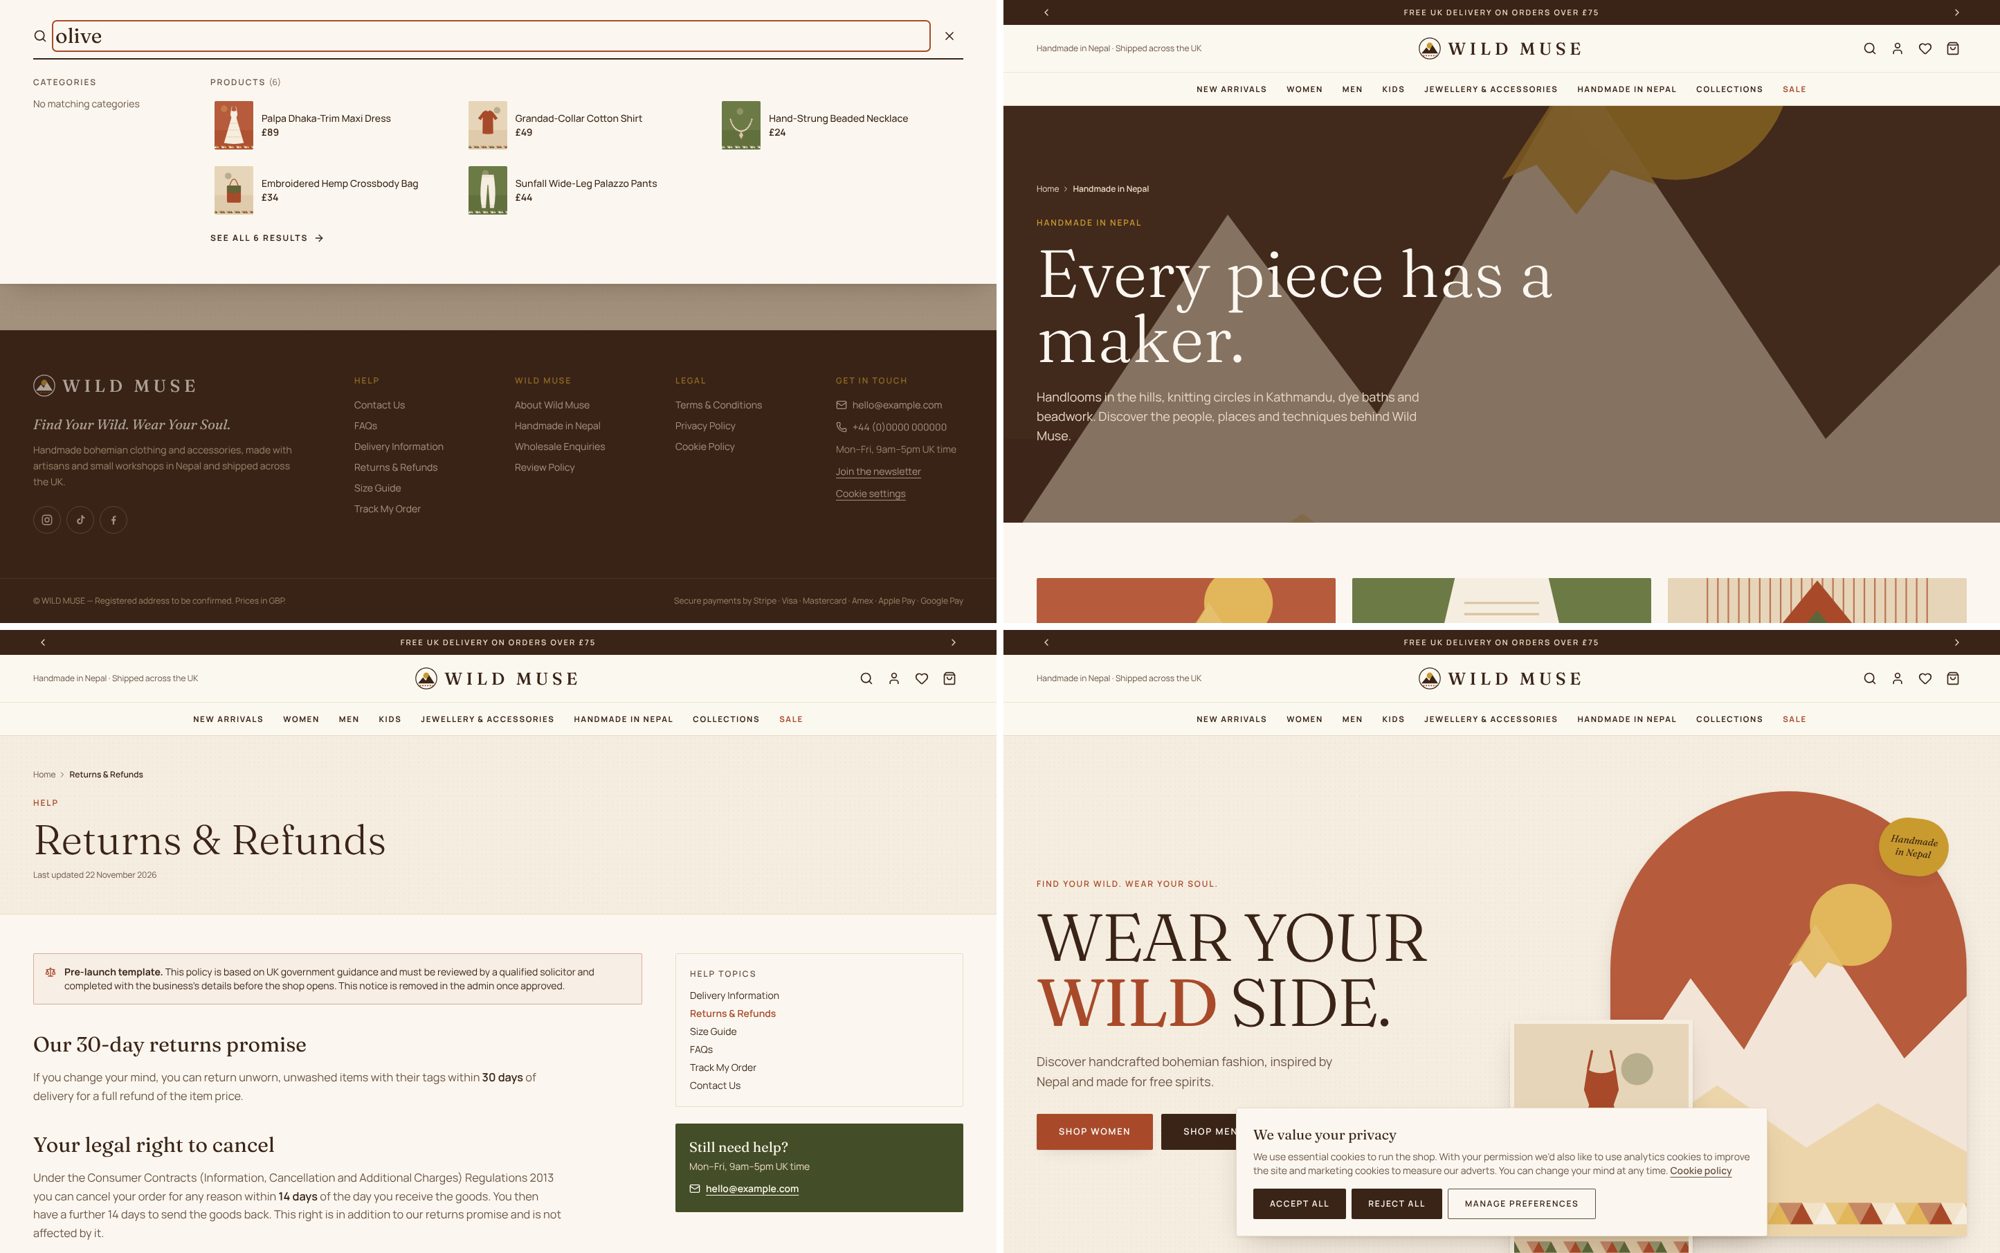 olive
CATEGORIES
No matching categories
PRODUCTS (6)
Palpa Dhaka-Trim Maxi Dress
£89
Grandad-Collar Cotton Shirt
£49
Hand-Strung Beaded Necklace
£24
Embroidered Hemp Crossbody Bag
£34
Sunfall Wide-Leg Palazzo Pants
£44
SEE ALL 6 RESULTS
WILD MUSE
Find Your Wild. Wear Your Soul.
Handmade bohemian clothing and accessories, made with
artisans and small workshops in Nepal and shipped across
the UK.
HELP
Contact Us
FAQs
Delivery Information
Returns & Refunds
Size Guide
Track My Order
WILD MUSE
About Wild Muse
Handmade in Nepal
Wholesale Enquiries
Review Policy
LEGAL
Terms & Conditions
Privacy Policy
Cookie Policy
GET IN TOUCH
hello@example.com
+44 (0)0000 000000
Mon–Fri, 9am–5pm UK time
Join the newsletter
Cookie settings
© WILD MUSE — Registered address to be confirmed. Prices in GBP.
Secure payments by Stripe · Visa · Mastercard · Amex · Apple Pay · Google Pay
FREE UK DELIVERY ON ORDERS OVER £75
Handmade in Nepal · Shipped across the UK
WILD MUSE
NEW ARRIVALS WOMEN MEN KIDS JEWELLERY & ACCESSORIES HANDMADE IN NEPAL COLLECTIONS SALE
Home > Handmade in Nepal
HANDMADE IN NEPAL
Every piece has a
maker.
Handlooms in the hills, knitting circles in Kathmandu, dye baths and
beadwork. Discover the people, places and techniques behind Wild
Muse.
FREE UK DELIVERY ON ORDERS OVER £75
Handmade in Nepal · Shipped across the UK
WILD MUSE
NEW ARRIVALS WOMEN MEN KIDS JEWELLERY & ACCESSORIES HANDMADE IN NEPAL COLLECTIONS SALE
Home > Returns & Refunds
HELP
Returns & Refunds
Last updated 22 November 2026
Pre-launch template. This policy is based on UK government guidance and must be reviewed by a qualified solicitor and
completed with the business's details before the shop opens. This notice is removed in the admin once approved.
Our 30-day returns promise
If you change your mind, you can return unworn, unwashed items with their tags within 30 days of
delivery for a full refund of the item price.
Your legal right to cancel
Under the Consumer Contracts (Information, Cancellation and Additional Charges) Regulations 2013
you can cancel your order for any reason within 14 days of the day you receive the goods. You then
have a further 14 days to send the goods back. This right is in addition to our returns promise and is not
affected by it.
HELP TOPICS
Delivery Information
Returns & Refunds
Size Guide
FAQs
Track My Order
Contact Us
Still need help?
Mon–Fri, 9am–5pm UK time
hello@example.com
FREE UK DELIVERY ON ORDERS OVER £75
Handmade in Nepal · Shipped across the UK
WILD MUSE
NEW ARRIVALS WOMEN MEN KIDS JEWELLERY & ACCESSORIES HANDMADE IN NEPAL COLLECTIONS SALE
FIND YOUR WILD. WEAR YOUR SOUL.
WEAR YOUR
WILD SIDE.
Discover handcrafted bohemian fashion, inspired by
Nepal and made for free spirits.
SHOP WOMEN
SHOP MEN
Handmade
in Nepal
We value your privacy
We use essential cookies to run the shop. With your permission we'd also like to use analytics cookies to improve
the site and marketing cookies to measure our adverts. You can change your mind at any time. Cookie policy
ACCEPT ALL
REJECT ALL
MANAGE PREFERENCES